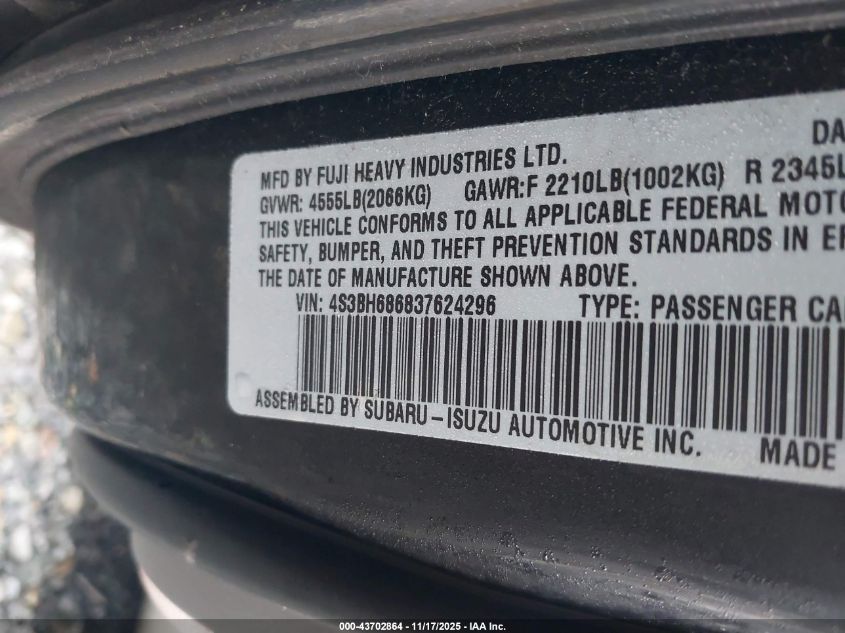 DA
MFD BY FUJI HEAVY INDUSTRIES LTD.
GVWR: 4555LB(2066KG) GAWR:F 2210LB(1002KG) R 2345L
THIS VEHICLE CONFORMS TO ALL APPLICABLE FEDERAL MOTO
SAFETY, BUMPER, AND THEFT PREVENTION STANDARDS IN EF
THE DATE OF MANUFACTURE SHOWN ABOVE.
VIN: 4S3BH686837624296 TYPE: PASSENGER CA
ASSEMBLED BY SUBARU-ISUZU AUTOMOTIVE INC. MADE
000-43702864 - 11/17/2025 - IAA Inc.